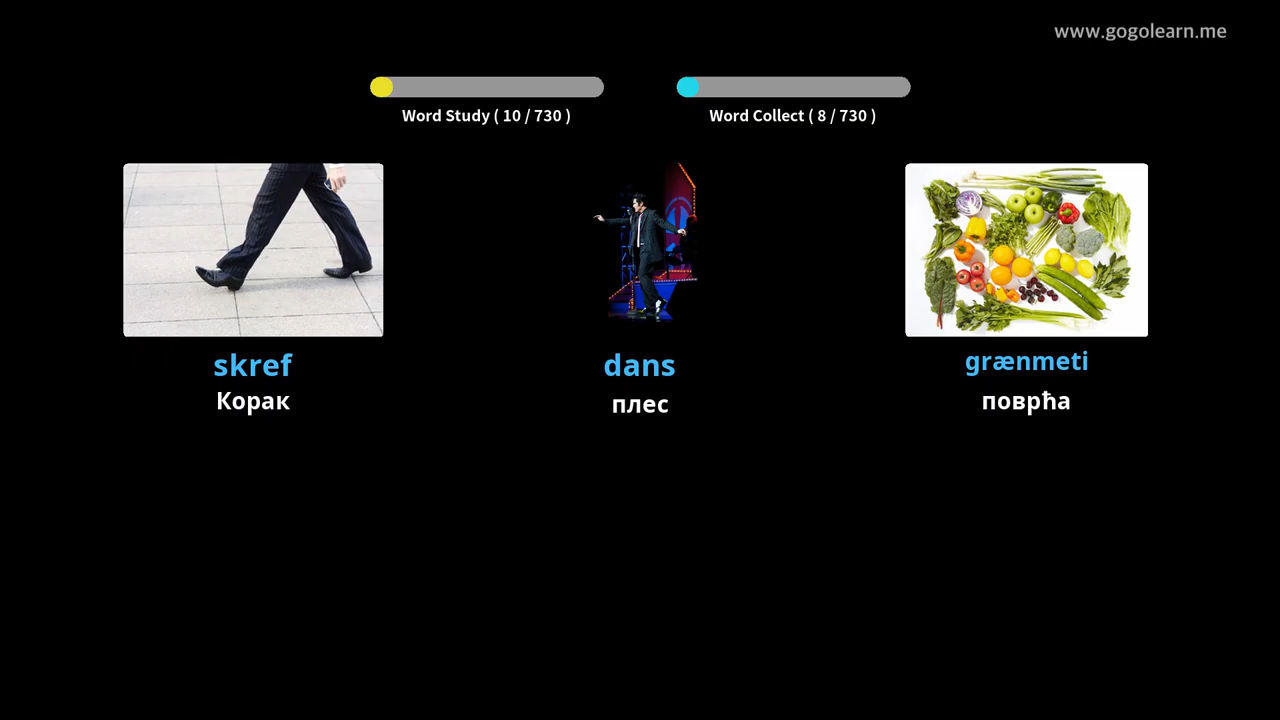 www.gogolearn.me
Word Study ( 10 / 730 )
Word Collect ( 8 / 730 )
skref
dans
grænmeti
Корак
плес
поврћа